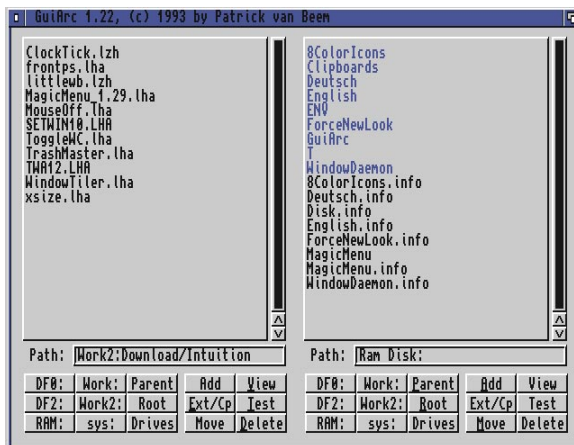 GuiArc 1.22, (c) 1993 by Patrick van Beem
ClockTick.lzh
frontps.lha
littlewb.lzh
MagicMenu_1.29.lha
MouseOff.lha
SETWIN10.LHA
ToggleWC.lha
TrashMaster.lha
TWA12.LHA
WindowTiler.lha
xsize.lha
Path: Work2:Download/Intuition
DF0: Work: Parent Add View
DF2: Work2: Root Ext/Cp Test
RAM: sys: Drives Move Delete
8ColorIcons
Clipboards
Deutsch
English
ENV
ForceNewLook
GuiArc
T
WindowDaemon
8ColorIcons.info
Deutsch.info
Disk.info
English.info
ForceNewLook.info
MagicMenu
MagicMenu.info
WindowDaemon.info
Path: Ram Disk:
DF0: Work: Parent Add View
DF2: Work2: Root Ext/Cp Test
RAM: sys: Drives Move Delete